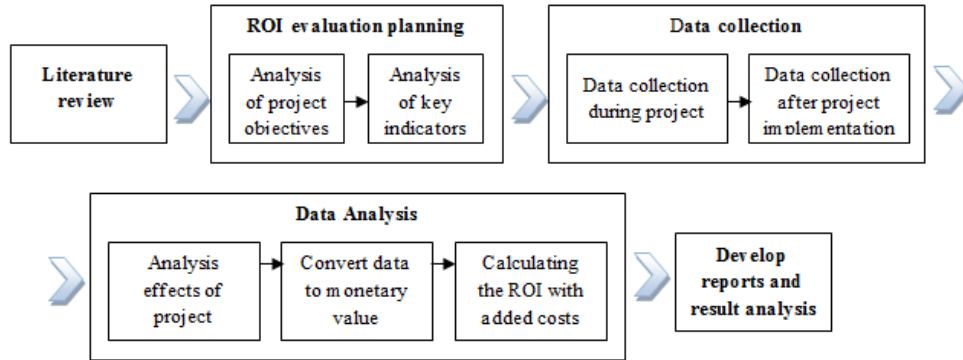 Literature
review
ROI evaluation planning
Analysis
of project
objectives
Analysis
of key
indicators
Data collection
Data collection
during project
Data collection
after project
implementation
Data Analysis
Analysis
effects of
project
Convert data
to monetary
value
Calculating
the ROI with
added costs
Develop
reports and
result analysis